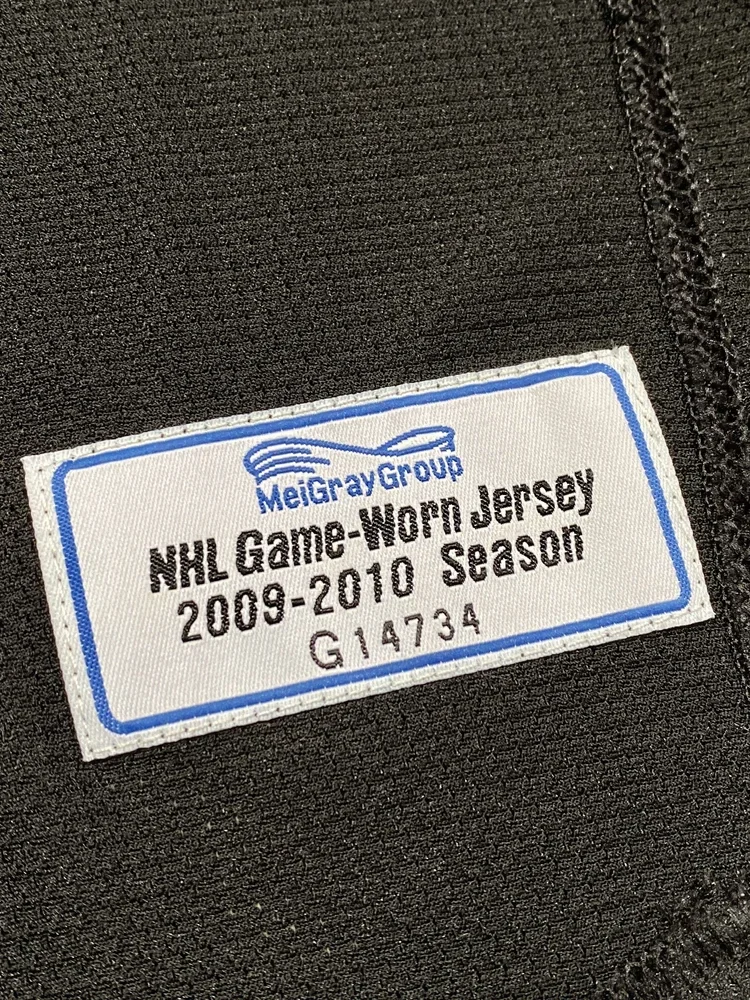 MeiGrayGroup
NHL Game-Worn Jersey
2009-2010 Season
G14734